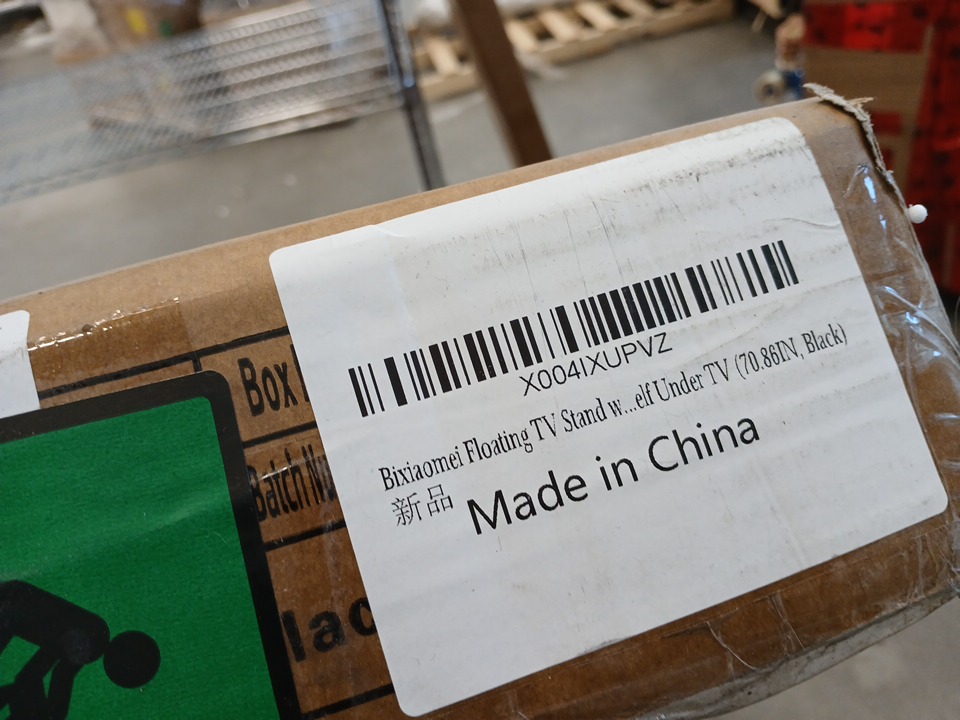 X004IXUPVZ
Bixiaomei Floating TV Stand w...elf Under TV (70.86IN, Black)
新品 Made in China
Box
Batch